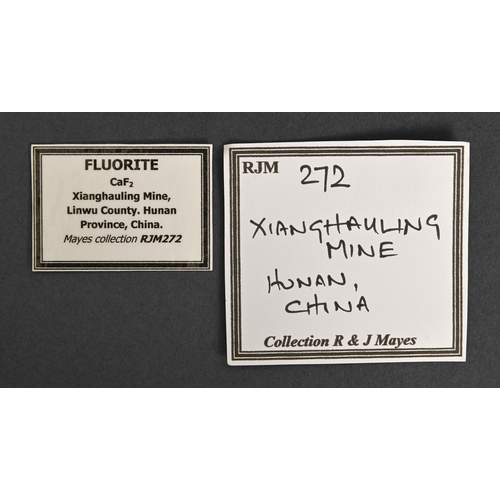 FLUORITE
CaF₂
Xianghauling Mine,
Linwu County. Hunan
Province, China.
Mayes collection RJM272
RJM 272
XIANGHAULING
MINE
HUNAN,
CHINA
Collection R & J Mayes